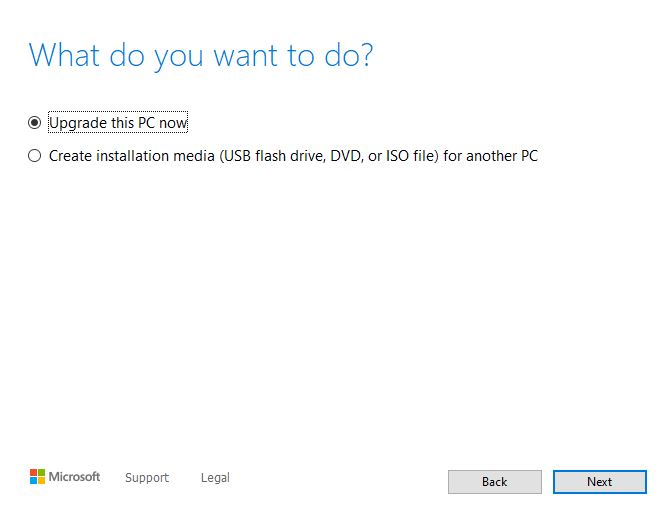 What do you want to do?
Upgrade this PC now
Create installation media (USB flash drive, DVD, or ISO file) for another PC
Microsoft Support Legal Back Next